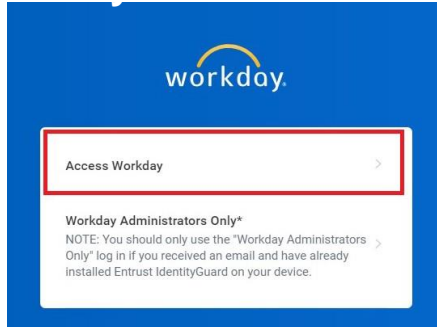 workday.
Access Workday
Workday Administrators Only*
NOTE: You should only use the "Workday Administrators
Only" log in if you received an email and have already
installed Entrust IdentityGuard on your device.